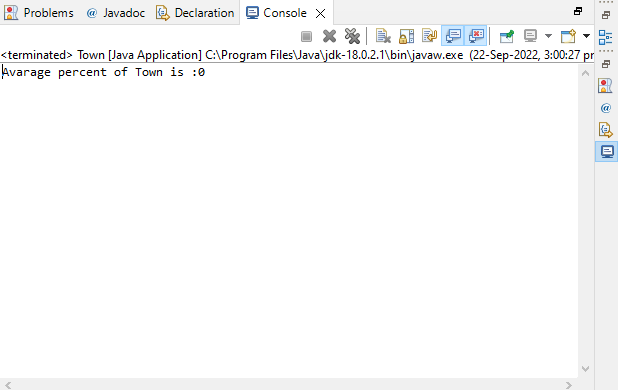 Problems @ Javadoc Declaration Console
<terminated> Town [Java Application] C:\Program Files\Java\jdk-18.0.2.1\bin\javaw.exe (22-Sep-2022, 3:00:27 pr
Avarage percent of Town is :0